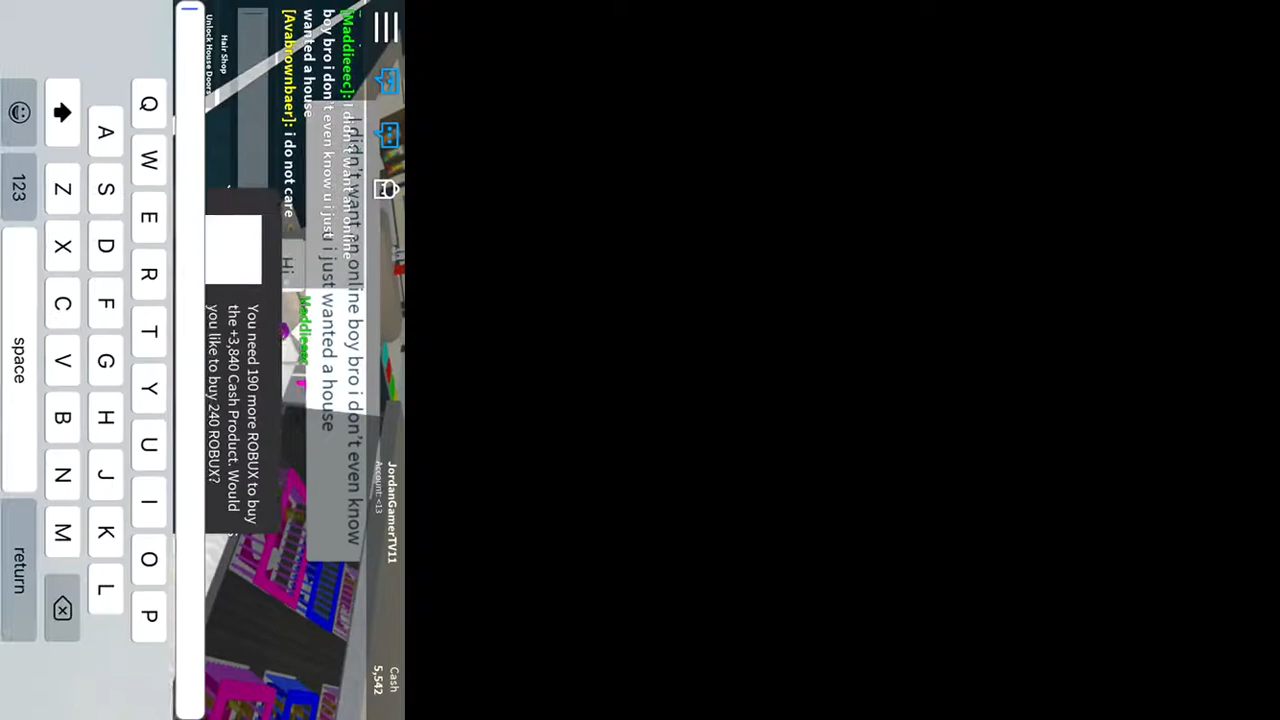 [Maddieeec]: I didn't want an online
boy bro i don't even know u i just
wanted a house
[Avabrownbaer]: i do not care
I didn't want an online boy bro i don't even know
i just wanted a house
Hi
JordanGamerTV11
Account: <13
Cash
5,542
Hair Shop
Unlock House Doors
You need 190 more ROBUX to buy
the +3,840 Cash Product. Would
you like to buy 240 ROBUX?
Q W E R T Y U I O P
A S D F G H J K L
Z X C V B N M
123 space return